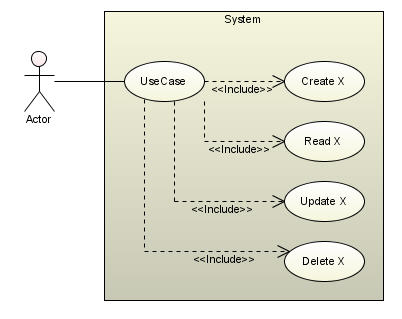 System
UseCase
Create X
<<Include>>
Actor
Read X
<<Include>>
Update X
<<Include>>
Delete X
<<Include>>